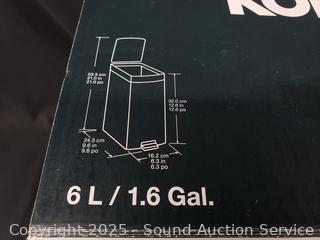 53.5 cm
21.0 in
21.0 po
32.0 cm
12.6 in
12.6 po
24.5 cm
9.6 in
9.6 po
16.2 cm
6.3 in
6.3 po
6 L / 1.6 Gal.
Copyright 2025 - Sound Auction Service